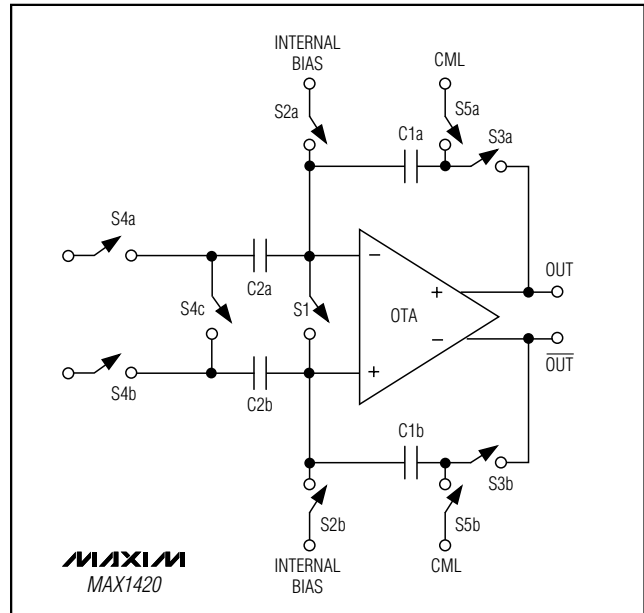 INTERNAL
BIAS
CML
S2a
S5a
C1a
S3a
S4a
C2a
S4c
S1
OUT
OTA
OUT
S4b
C2b
C1b
S3b
S2b
S5b
INTERNAL
BIAS
CML
MAXIM
MAX1420
- + - +